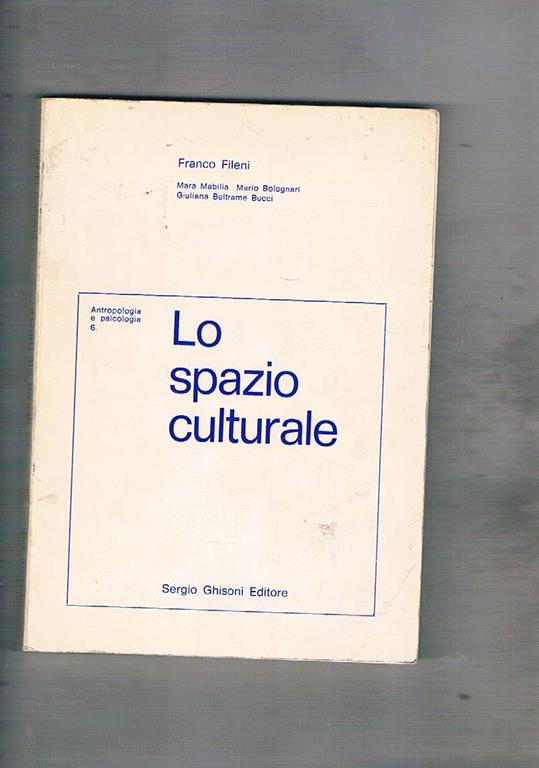 Franco Fileni
Mara Mabilia Mario Bolognari
Giuliana Beltrame Bucci
Antropologia
e psicologia
6.
Lo
spazio
culturale
Sergio Ghisoni Editore